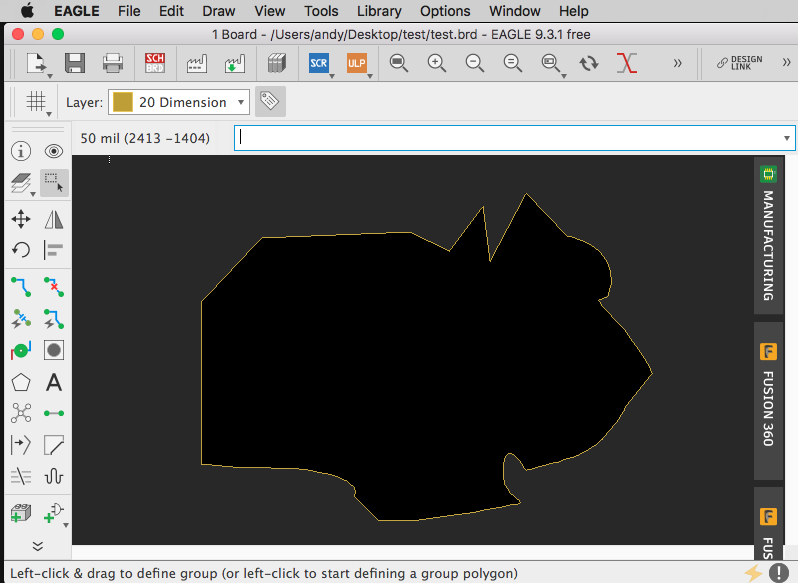 EAGLE File Edit Draw View Tools Library Options Window Help
1 Board - /Users/andy/Desktop/test/test.brd - EAGLE 9.3.1 free
SCH
BRD
SCR
ULP
»
DESIGN
LINK
»
Layer: 20 Dimension
50 mil (2413 -1404)
MANUFACTURING
FUSION 360
FUS
A
Left-click & drag to define group (or left-click to start defining a group polygon)